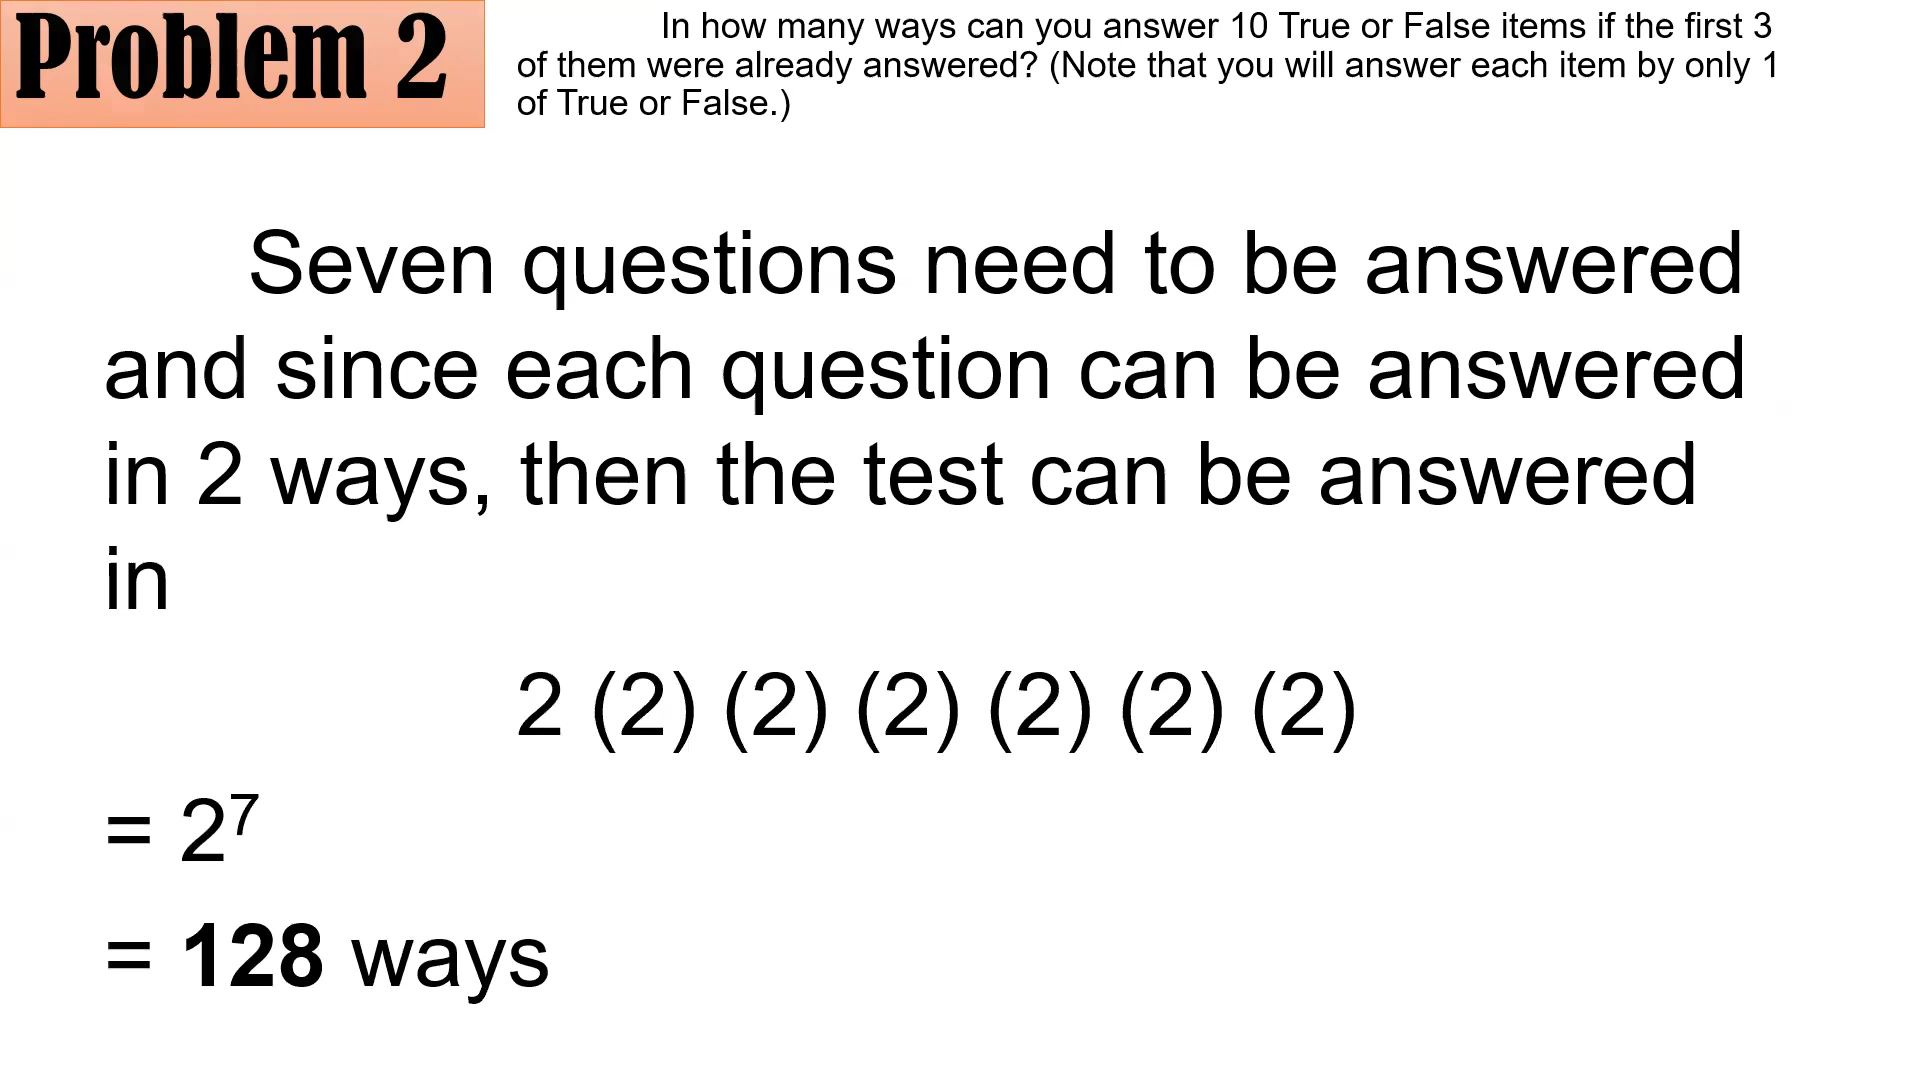 Problem 2
In how many ways can you answer 10 True or False items if the first 3
of them were already answered? (Note that you will answer each item by only 1
of True or False.)
Seven questions need to be answered
and since each question can be answered
in 2 ways, then the test can be answered
in
2 (2) (2) (2) (2) (2) (2)
= 2⁷
= 128 ways